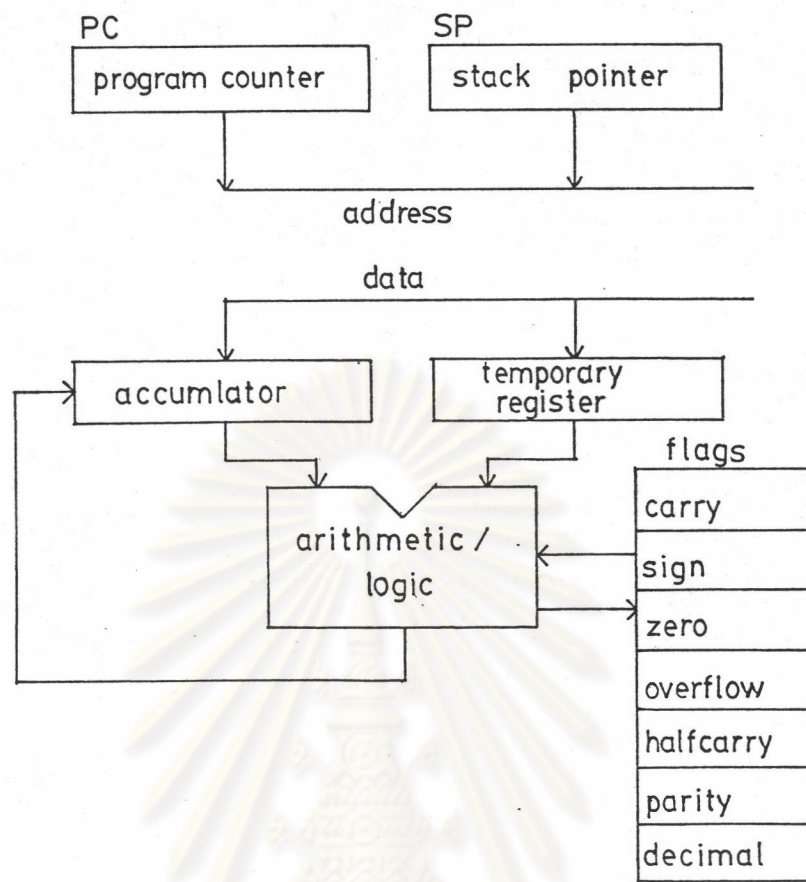 PC
SP
program counter
stack pointer
address
data
accumlator
temporary
register
flags
carry
arithmetic /
logic
sign
zero
overflow
halfcarry
parity
decimal